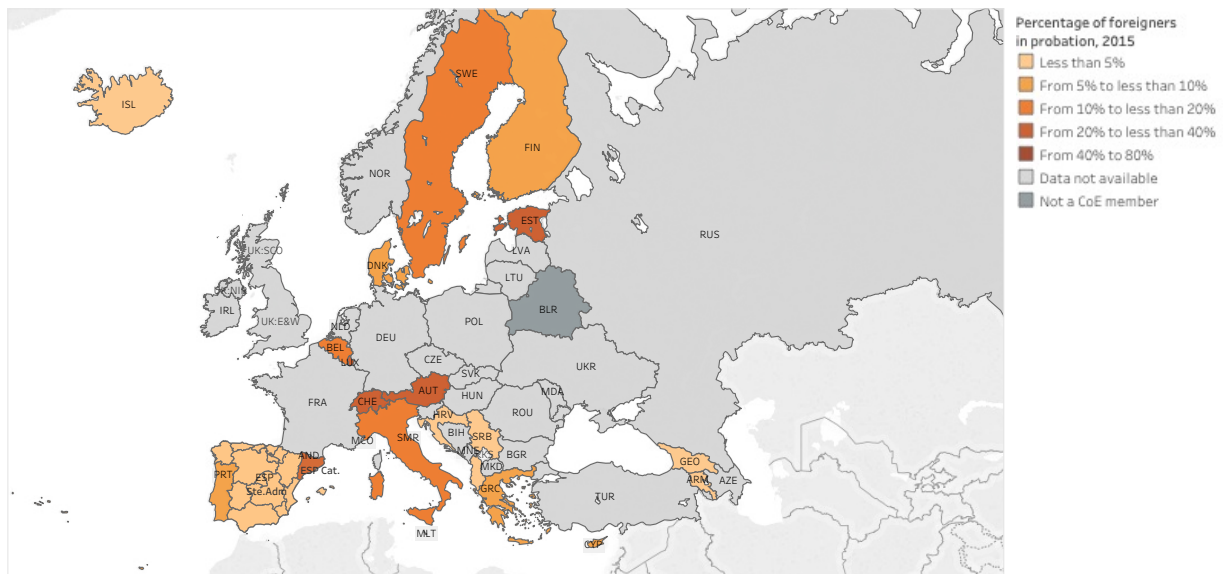 Percentage of foreigners
in probation, 2015
Less than 5%
From 5% to less than 10%
From 10% to less than 20%
From 20% to less than 40%
From 40% to 80%
Data not available
Not a CoE member
SWE
ISL
FIN
NOR
EST
RUS
UK:SCO
LVA
DNK
LTU
UK:NIR
IRL
BLR
UK:E&W
NLD
POL
DEU
BEL
LUX
CZE
UKR
SVK
AUT
MDA
HUN
CHE
FRA
ROU
HRV
BIH
SRB
MCO
SMR
MNE
BGR
AND
GEO
MKD
ESP Cat.
PRT
ESP
Ste.Adm
ARM
AZE
GRC
TUR
MLT
CYP